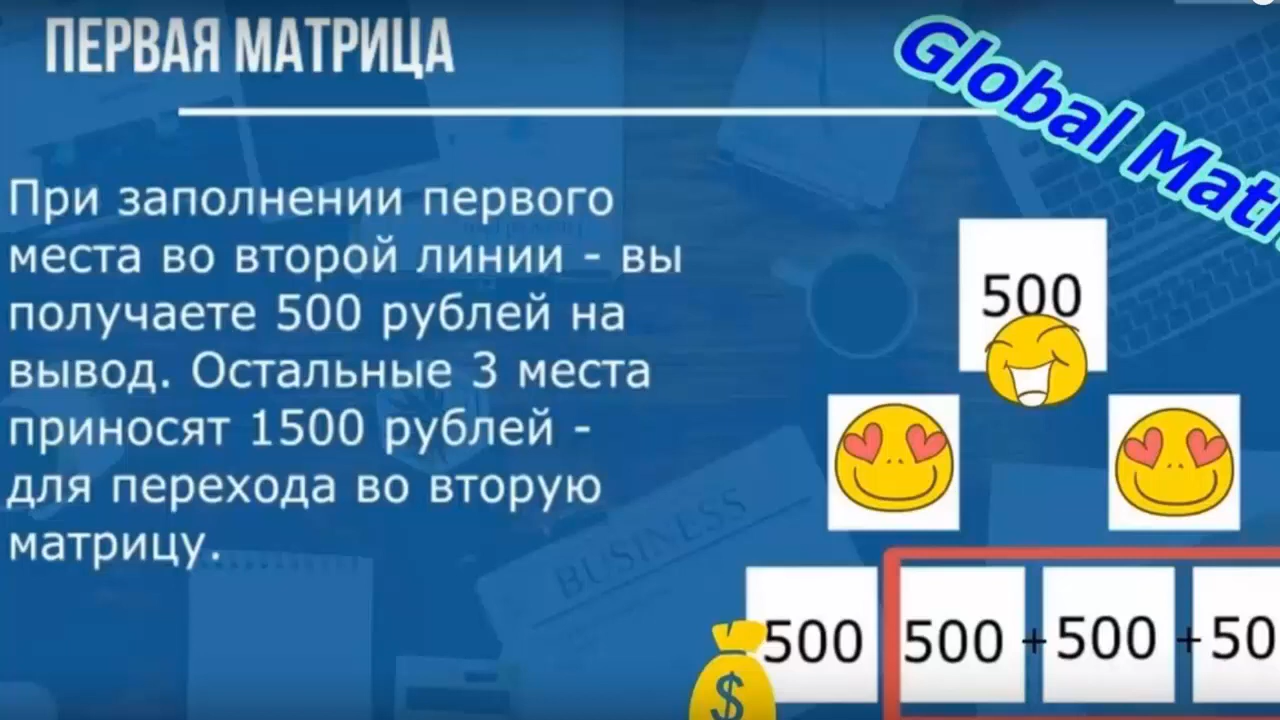 ПЕРВАЯ МАТРИЦА
Global Matr
При заполнении первого
места во второй линии - вы
получаете 500 рублей на
вывод. Остальные 3 места
приносят 1500 рублей -
для перехода во вторую
матрицу.
500
BUSINESS
500 500 + 500 + 50
$